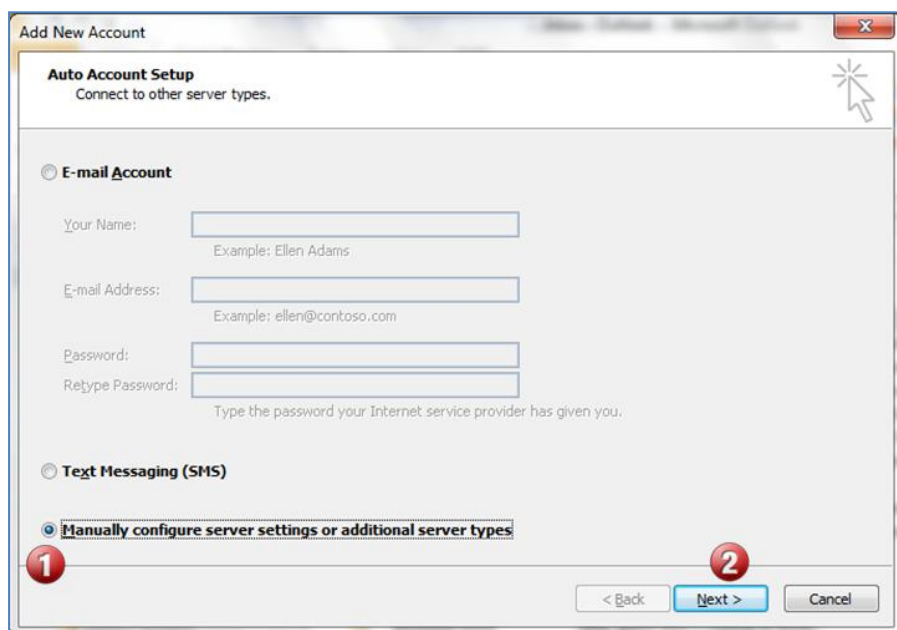 Add New Account
Auto Account Setup
Connect to other server types.
E-mail Account
Your Name:
Example: Ellen Adams
E-mail Address:
Example: ellen@contoso.com
Password:
Retype Password:
Type the password your Internet service provider has given you.
Text Messaging (SMS)
Manually configure server settings or additional server types
1
2
< Back Next > Cancel